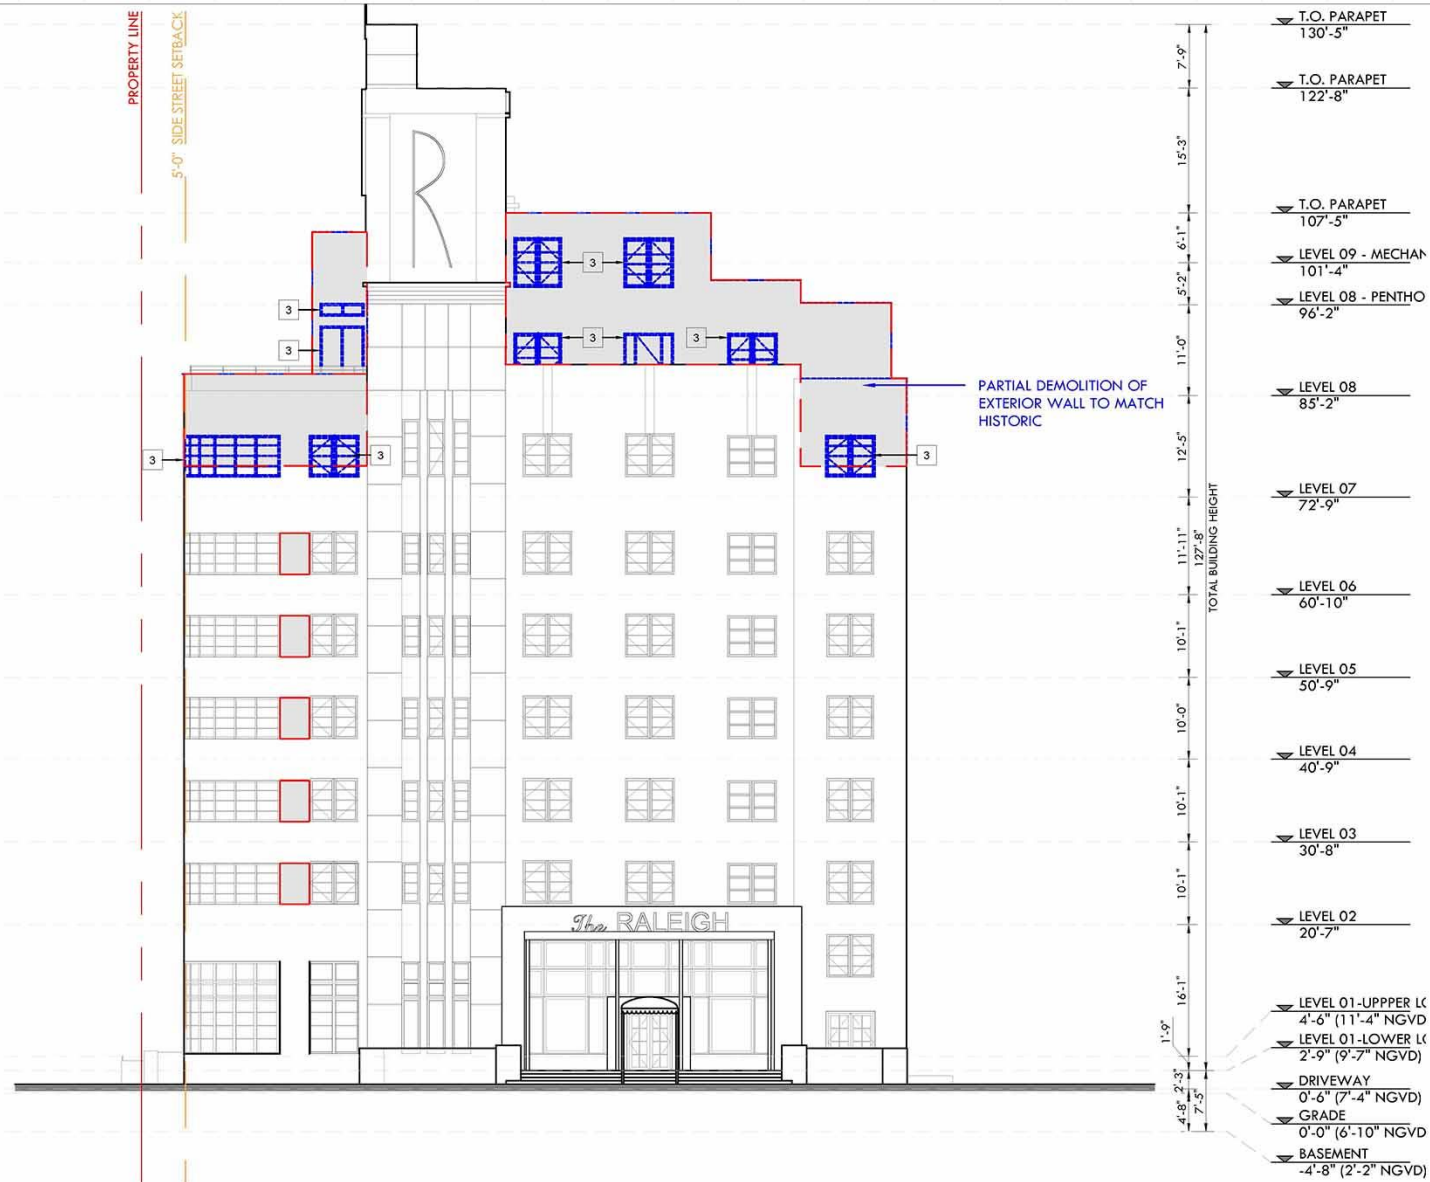 PROPERTY LINE
5'-0" SIDE STREET SETBACK
R
3
3
3
3
3
3
3
3
PARTIAL DEMOLITION OF
EXTERIOR WALL TO MATCH
HISTORIC
The RALEIGH
7'-9"
15'-3"
6'-1"
5'-2"
11'-0"
12'-5"
11'-11"
10'-1"
10'-0"
10'-1"
10'-1"
16'-1"
1'-9"
2'-3"
4'-8"
7'-5"
127'-8"
TOTAL BUILDING HEIGHT
T.O. PARAPET
130'-5"
T.O. PARAPET
122'-8"
T.O. PARAPET
107'-5"
LEVEL 09 - MECHAN
101'-4"
LEVEL 08 - PENTHO
96'-2"
LEVEL 08
85'-2"
LEVEL 07
72'-9"
LEVEL 06
60'-10"
LEVEL 05
50'-9"
LEVEL 04
40'-9"
LEVEL 03
30'-8"
LEVEL 02
20'-7"
LEVEL 01-UPPPER LO
4'-6" (11'-4" NGVD
LEVEL 01-LOWER LO
2'-9" (9'-7" NGVD)
DRIVEWAY
0'-6" (7'-4" NGVD)
GRADE
0'-0" (6'-10" NGVD
BASEMENT
-4'-8" (2'-2" NGVD)